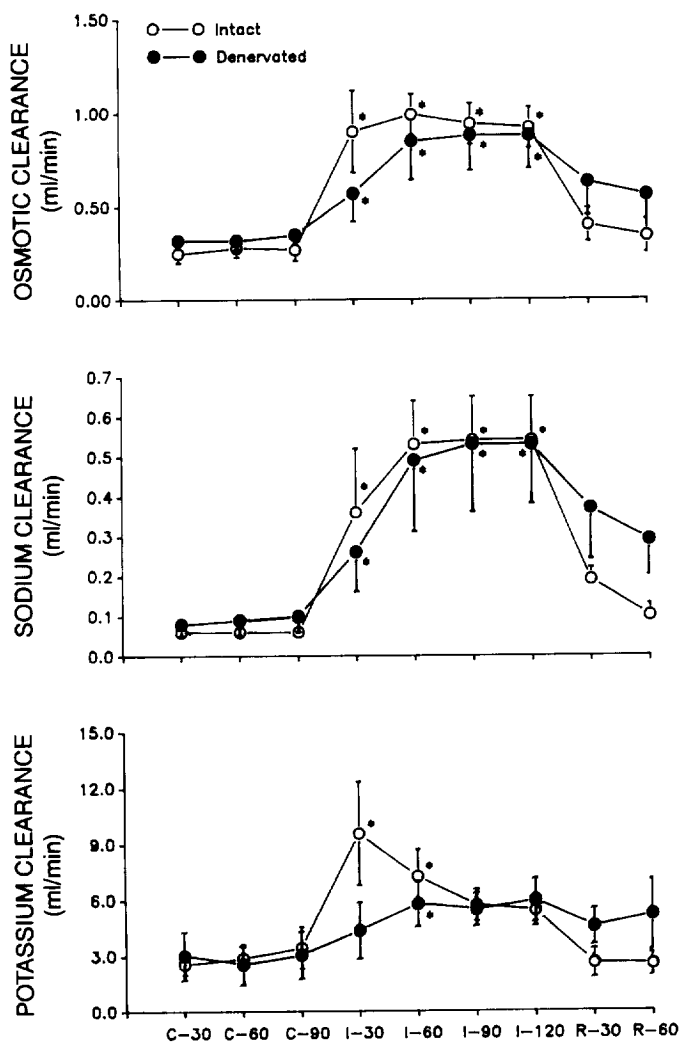 1.50
Intact
Denervated
1.00
0.50
0.00
OSMOTIC CLEARANCE
(ml/min)
0.7
0.6
0.5
0.4
0.3
0.2
0.1
0.0
SODIUM CLEARANCE
(ml/min)
15.0
12.0
9.0
6.0
3.0
0.0
POTASSIUM CLEARANCE
(ml/min)
C-30 C-60 C-90 I-30 I-60 I-90 I-120 R-30 R-60